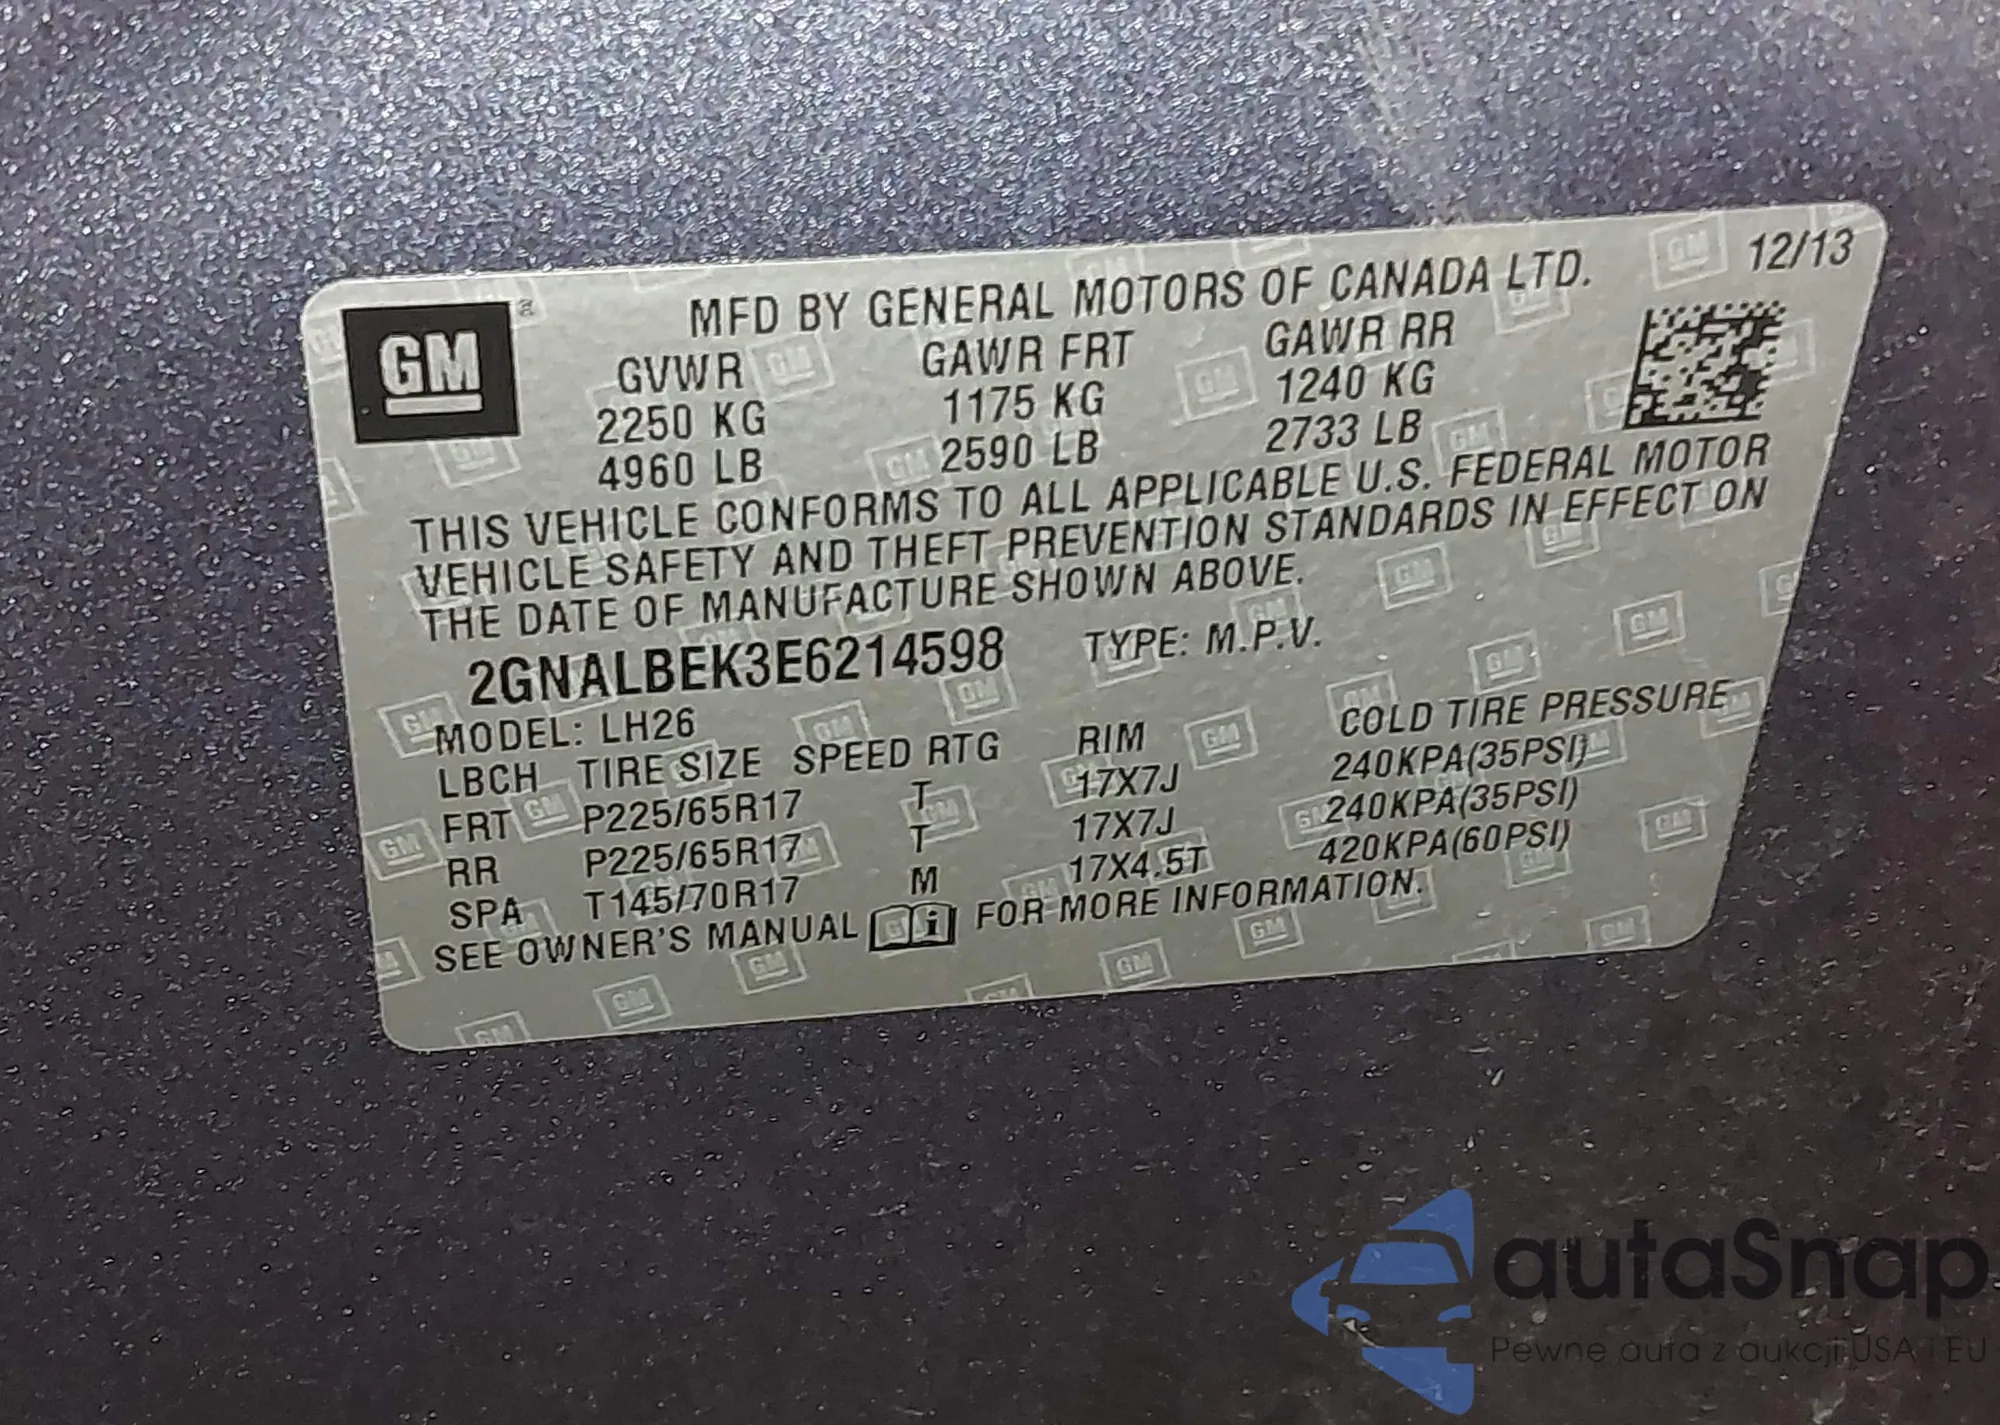 GM
MFD BY GENERAL MOTORS OF CANADA LTD. 12/13
GVWR GAWR FRT GAWR RR
2250 KG 1175 KG 1240 KG
4960 LB 2590 LB 2733 LB
THIS VEHICLE CONFORMS TO ALL APPLICABLE U.S. FEDERAL MOTOR
VEHICLE SAFETY AND THEFT PREVENTION STANDARDS IN EFFECT ON
THE DATE OF MANUFACTURE SHOWN ABOVE.
2GNALBEK3E6214598 TYPE: M.P.V.
MODEL: LH26
LBCH TIRE SIZE SPEED RTG RIM COLD TIRE PRESSURE
FRT P225/65R17 T 17X7J 240KPA(35PSI)
RR P225/65R17 T 17X7J 240KPA(35PSI)
SPA T145/70R17 M 17X4.5T 420KPA(60PSI)
SEE OWNER'S MANUAL i FOR MORE INFORMATION.
autaSnap
Pewne auta z aukcji USA i EU